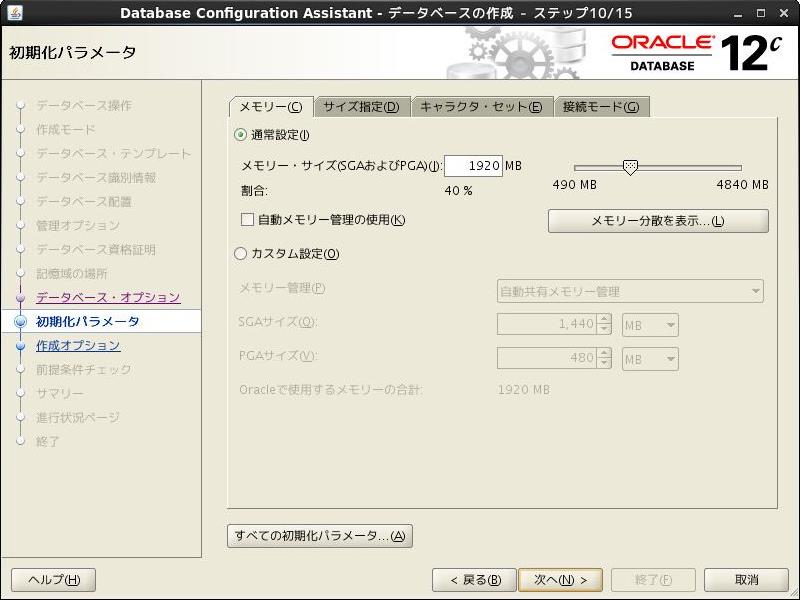 Database Configuration Assistant - データベースの作成 - ステップ10/15
初期化パラメータ
ORACLE®
DATABASE
12c
データベース操作
作成モード
データベース・テンプレート
データベース識別情報
データベース配置
管理オプション
データベース資格証明
記憶域の場所
データベース・オプション
初期化パラメータ
作成オプション
前提条件チェック
サマリー
進行状況ページ
終了
メモリー(C) サイズ指定(D) キャラクタ・セット(E) 接続モード(G)
通常設定(I)
メモリー・サイズ(SGAおよびPGA)(J): 1920 MB
490 MB 4840 MB
割合: 40 %
自動メモリー管理の使用(K) メモリー分散を表示...(L)
カスタム設定(O)
メモリー管理(P) 自動共有メモリー管理
SGAサイズ(Q): 1,440 MB
PGAサイズ(V): 480 MB
Oracleで使用するメモリーの合計: 1920 MB
すべての初期化パラメータ...(A)
ヘルプ(H) < 戻る(B) 次へ(N) > 終了(F) 取消